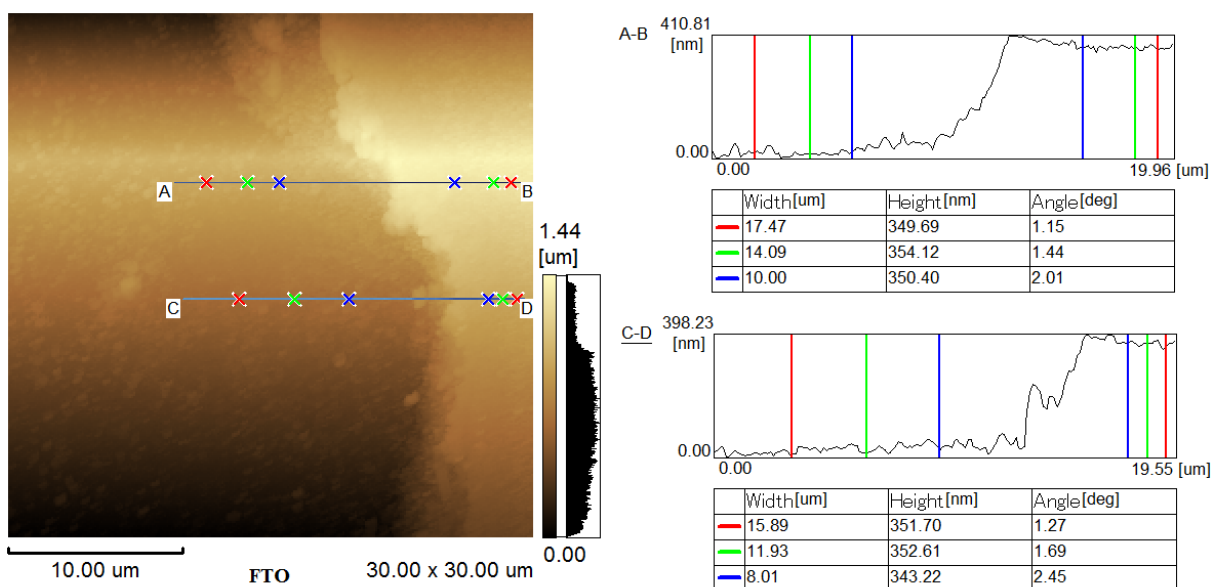 A
B
C
D
1.44
[um]
0.00
10.00 um
FTO
30.00 x 30.00 um
A-B
410.81
[nm]
0.00
0.00
19.96 [um]
Width[um] Height[nm] Angle[deg]
17.47 349.69 1.15
14.09 354.12 1.44
10.00 350.40 2.01
C-D
398.23
[nm]
0.00
0.00
19.55 [um]
Width[um] Height[nm] Angle[deg]
15.89 351.70 1.27
11.93 352.61 1.69
8.01 343.22 2.45